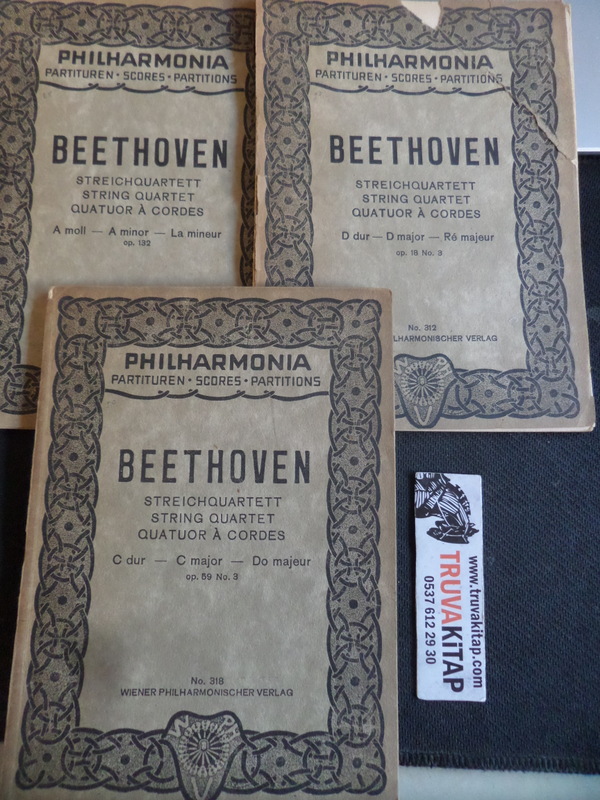 PHILHARMONIA
PARTITUREN • SCORES • PARTITIONS
BEETHOVEN
STREICHQUARTETT
STRING QUARTET
QUATUOR À CORDES
A moll — A minor — La mineur
op. 132
PHILHARMONIA
PARTITUREN • SCORES • PARTITIONS
BEETHOVEN
STREICHQUARTETT
STRING QUARTET
QUATUOR À CORDES
D dur — D major — Ré majeur
op. 18 No. 3
No. 312
LHARMONISCHER VERLAG
PHILHARMONIA
PARTITUREN • SCORES • PARTITIONS
BEETHOVEN
STREICHQUARTETT
STRING QUARTET
QUATUOR À CORDES
C dur — C major — Do majeur
op. 59 No. 3
No. 318
WIENER PHILHARMONISCHER VERLAG
www.truvakitap.com
TRUVAKİTAP
0537 612 29 30